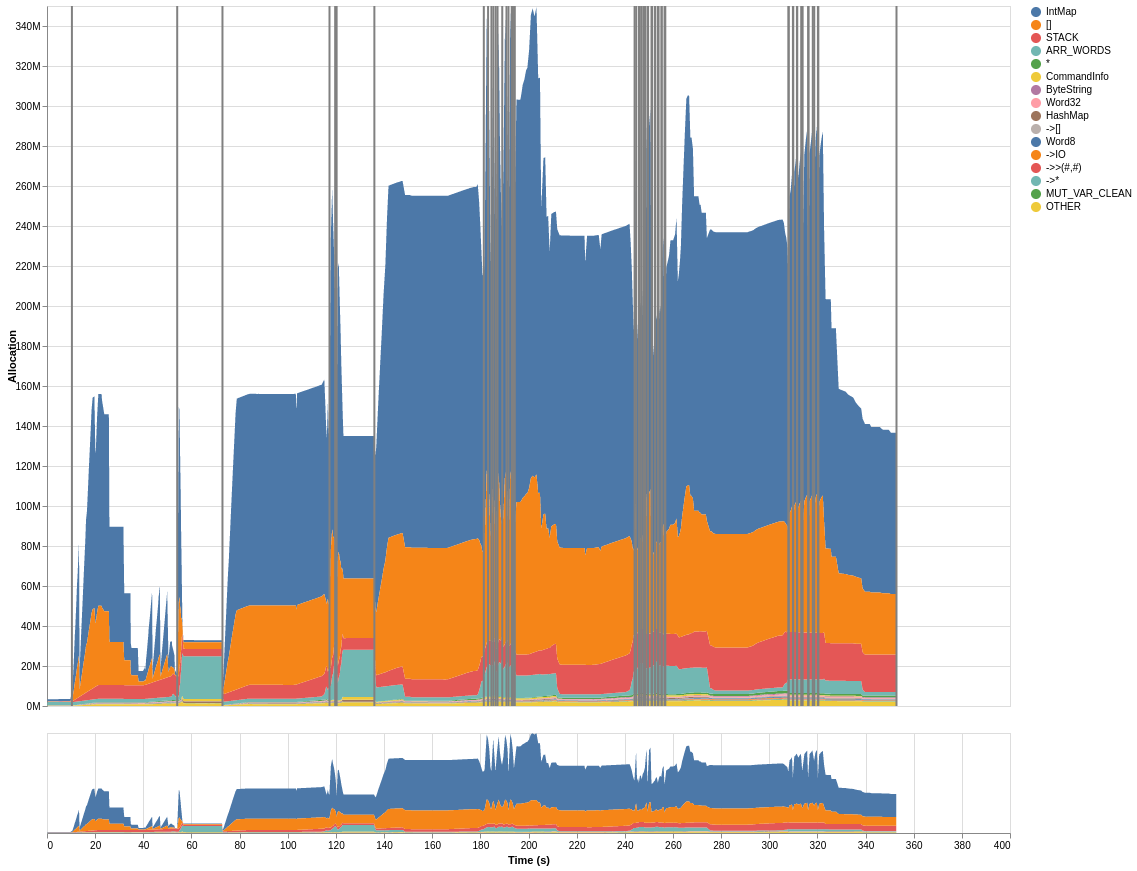 340M
320M
300M
280M
260M
240M
220M
200M
180M
160M
140M
120M
100M
80M
60M
40M
20M
0M
Allocation
IntMap
[]
STACK
ARR_WORDS
*
CommandInfo
ByteString
Word32
HashMap
->[]
Word8
->IO
->>(#,#)
->*
MUT_VAR_CLEAN
OTHER
0 20 40 60 80 100 120 140 160 180 200 220 240 260 280 300 320 340 360 380 400
Time (s)